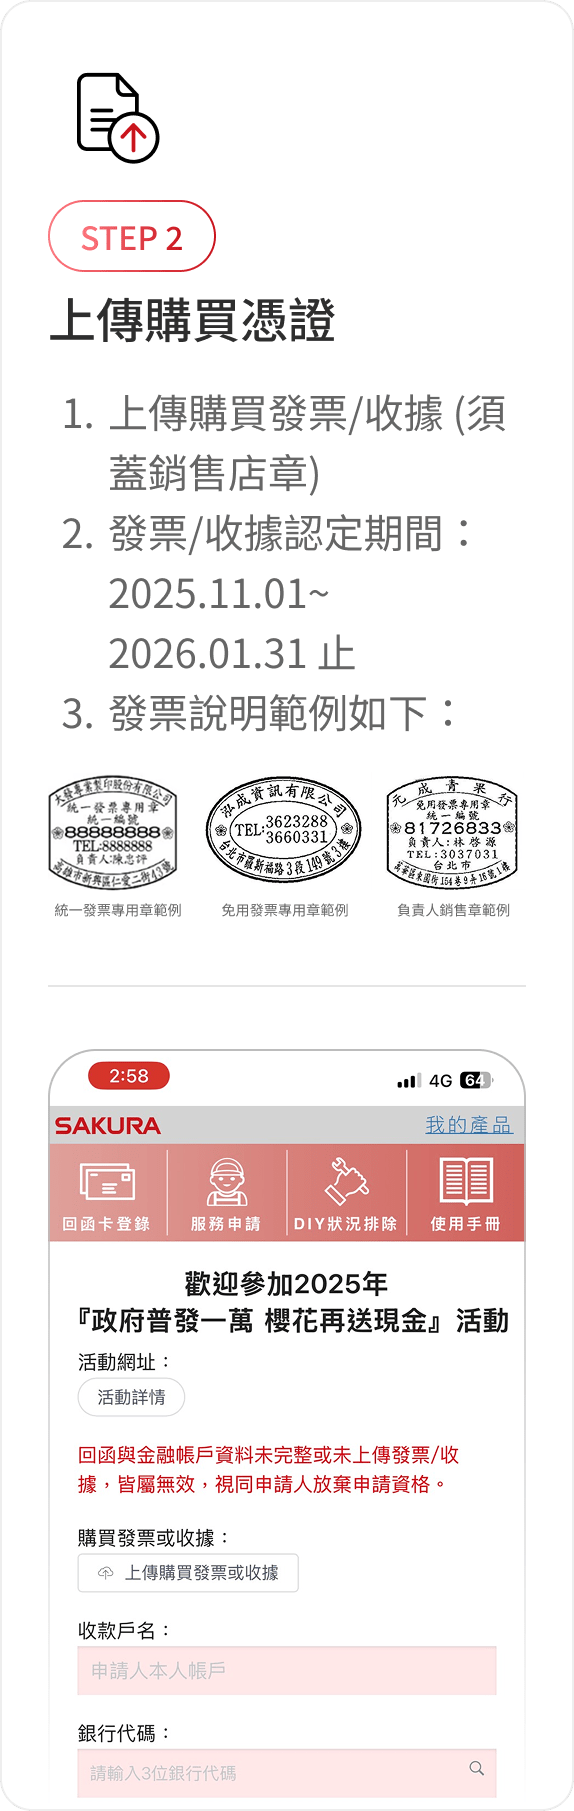 STEP 2
上傳購買憑證
1. 上傳購買發票/收據 (須
蓋銷售店章)
2. 發票/收據認定期間：
2025.11.01~
2026.01.31 止
3. 發票說明範例如下：
大發專業製印股份有限公司
統一發票專用章
統一編號
88888888
TEL:8888888
負責人:陳忠評
高雄市新興區仁愛二街43號
泓成資訊有限公司
TEL:3623288
3660331
台北市羅斯福路3段149號3樓
元成青果行
免用發票專用章
統一編號
81726833
負責人:林啓源
TEL:3037031
台北市
萬華區東園街154巷9弄16號1樓
統一發票專用章範例
免用發票專用章範例
負責人銷售章範例
2:58
4G 64
SAKURA
我的產品
回函卡登錄
服務申請
DIY狀況排除
使用手冊
歡迎參加2025年
『政府普發一萬 櫻花再送現金』活動
活動網址：
活動詳情
回函與金融帳戶資料未完整或未上傳發票/收
據，皆屬無效，視同申請人放棄申請資格。
購買發票或收據：
上傳購買發票或收據
收款戶名：
申請人本人帳戶
銀行代碼：
請輸入3位銀行代碼